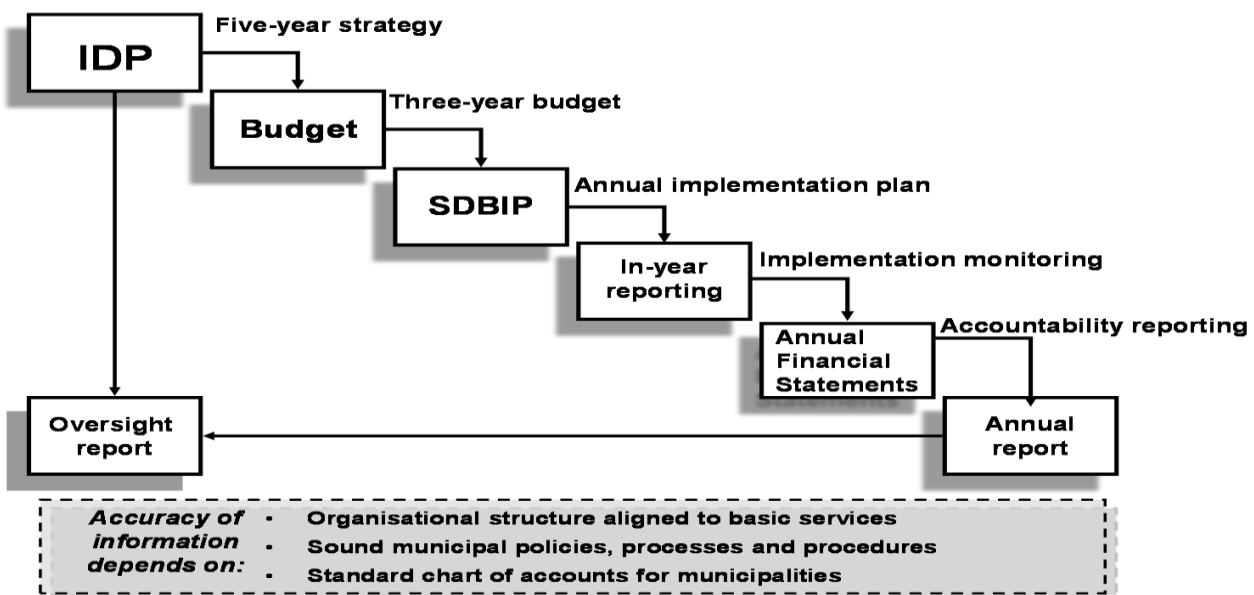 Five-year strategy
IDP
Three-year budget
Budget
Annual implementation plan
SDBIP
Implementation monitoring
In-year
reporting
Accountability reporting
Annual
Financial
Statements
Oversight
report
Annual
report
Accuracy of
information
depends on:
- Organisational structure aligned to basic services
- Sound municipal policies, processes and procedures
- Standard chart of accounts for municipalities